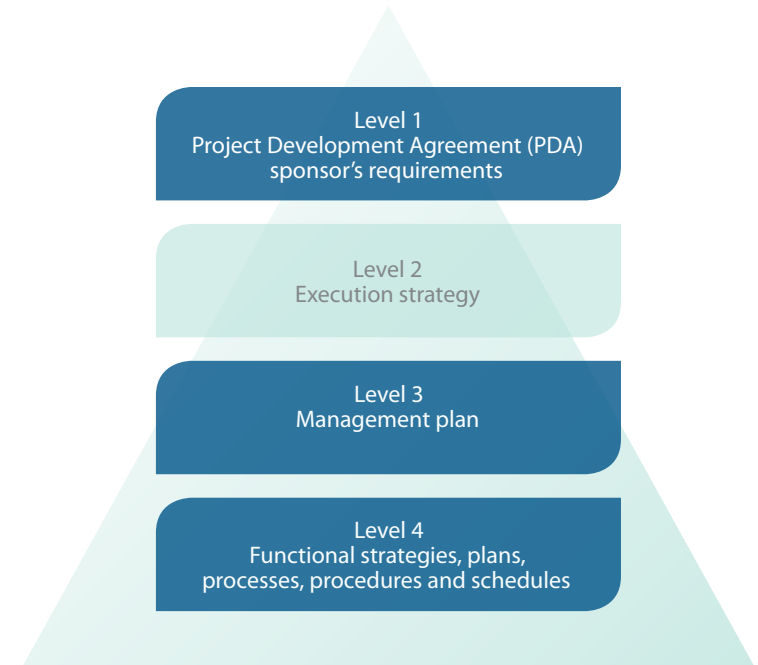 Level 1
Project Development Agreement (PDA)
sponsor’s requirements
Level 2
Execution strategy
Level 3
Management plan
Level 4
Functional strategies, plans,
processes, procedures and schedules